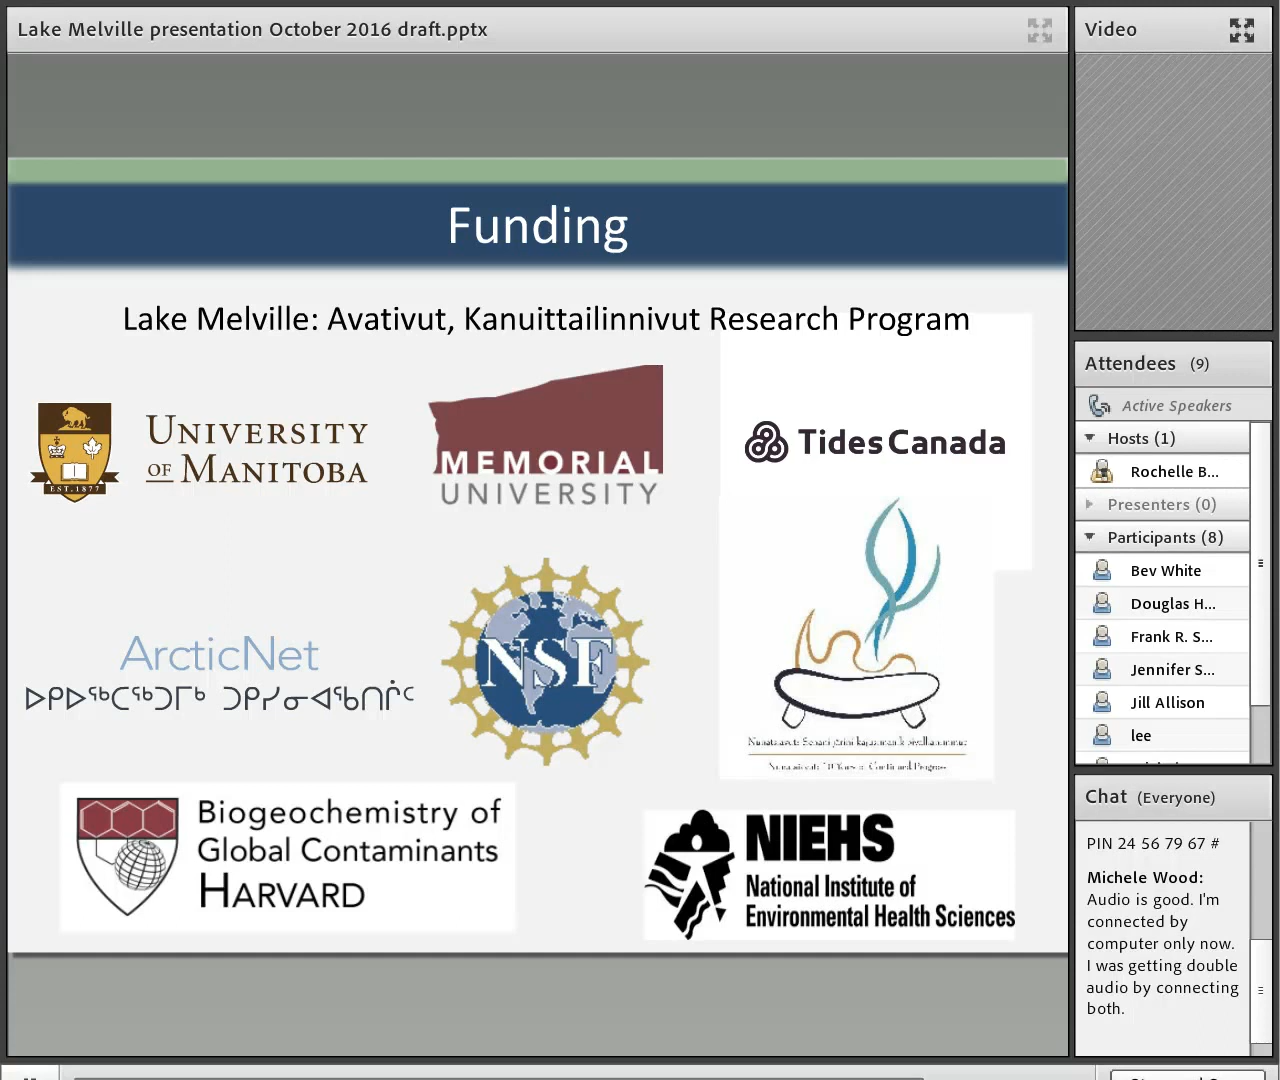 Lake Melville presentation October 2016 draft.pptx
Funding
Lake Melville: Avativut, Kanuittailinnivut Research Program
UNIVERSITY
OF MANITOBA
EST.1877
MEMORIAL
UNIVERSITY
Tides Canada
ArcticNet
ᐅᑭᐅᖅᑕᖅᑐᒥᒃ ᑐᑭᓯᓂᐊᖃᑎᒌᑦ
NSF
Biogeochemistry of
Global Contaminants
HARVARD
NIEHS
National Institute of
Environmental Health Sciences
Video
Attendees (9)
Active Speakers
Hosts (1)
Rochelle B...
Presenters (0)
Participants (8)
Bev White
Douglas H...
Frank R. S...
Jennifer S...
Jill Allison
lee
Chat (Everyone)
PIN 24 56 79 67 #
Michele Wood:
Audio is good. I'm
connected by
computer only now.
I was getting double
audio by connecting
both.